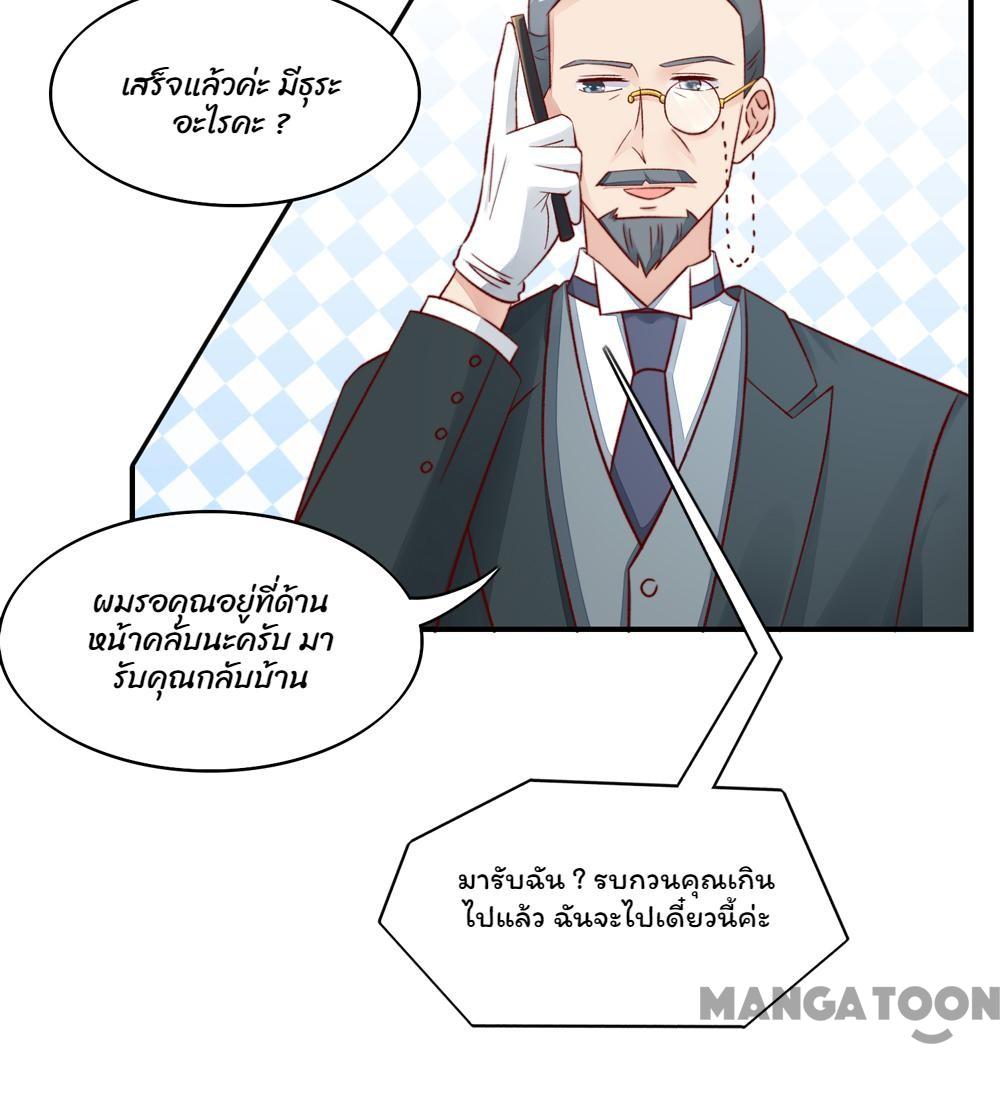 เสร็จแล้วค่ะ มีธุระ
อะไรคะ ?
ผมรอคุณอยู่ที่ด้าน
หน้าคลับนะครับ มา
รับคุณกลับบ้าน
มารับฉัน ? รบกวนคุณเกิน
ไปแล้ว ฉันจะไปเดี๋ยวนี้ค่ะ
MANGATOON